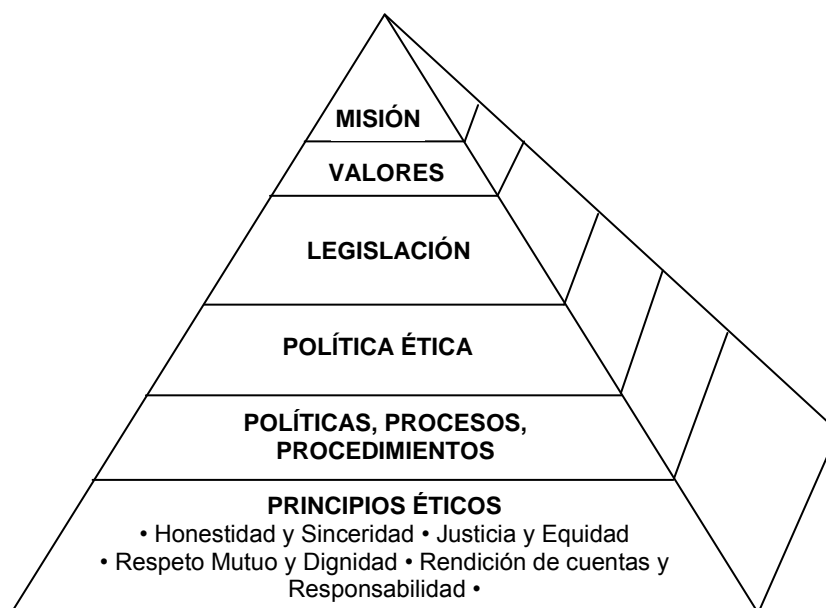 MISIÓN
VALORES
LEGISLACIÓN
POLÍTICA ÉTICA
POLÍTICAS, PROCESOS,
PROCEDIMIENTOS
PRINCIPIOS ÉTICOS
• Honestidad y Sinceridad • Justicia y Equidad
• Respeto Mutuo y Dignidad • Rendición de cuentas y
Responsabilidad •